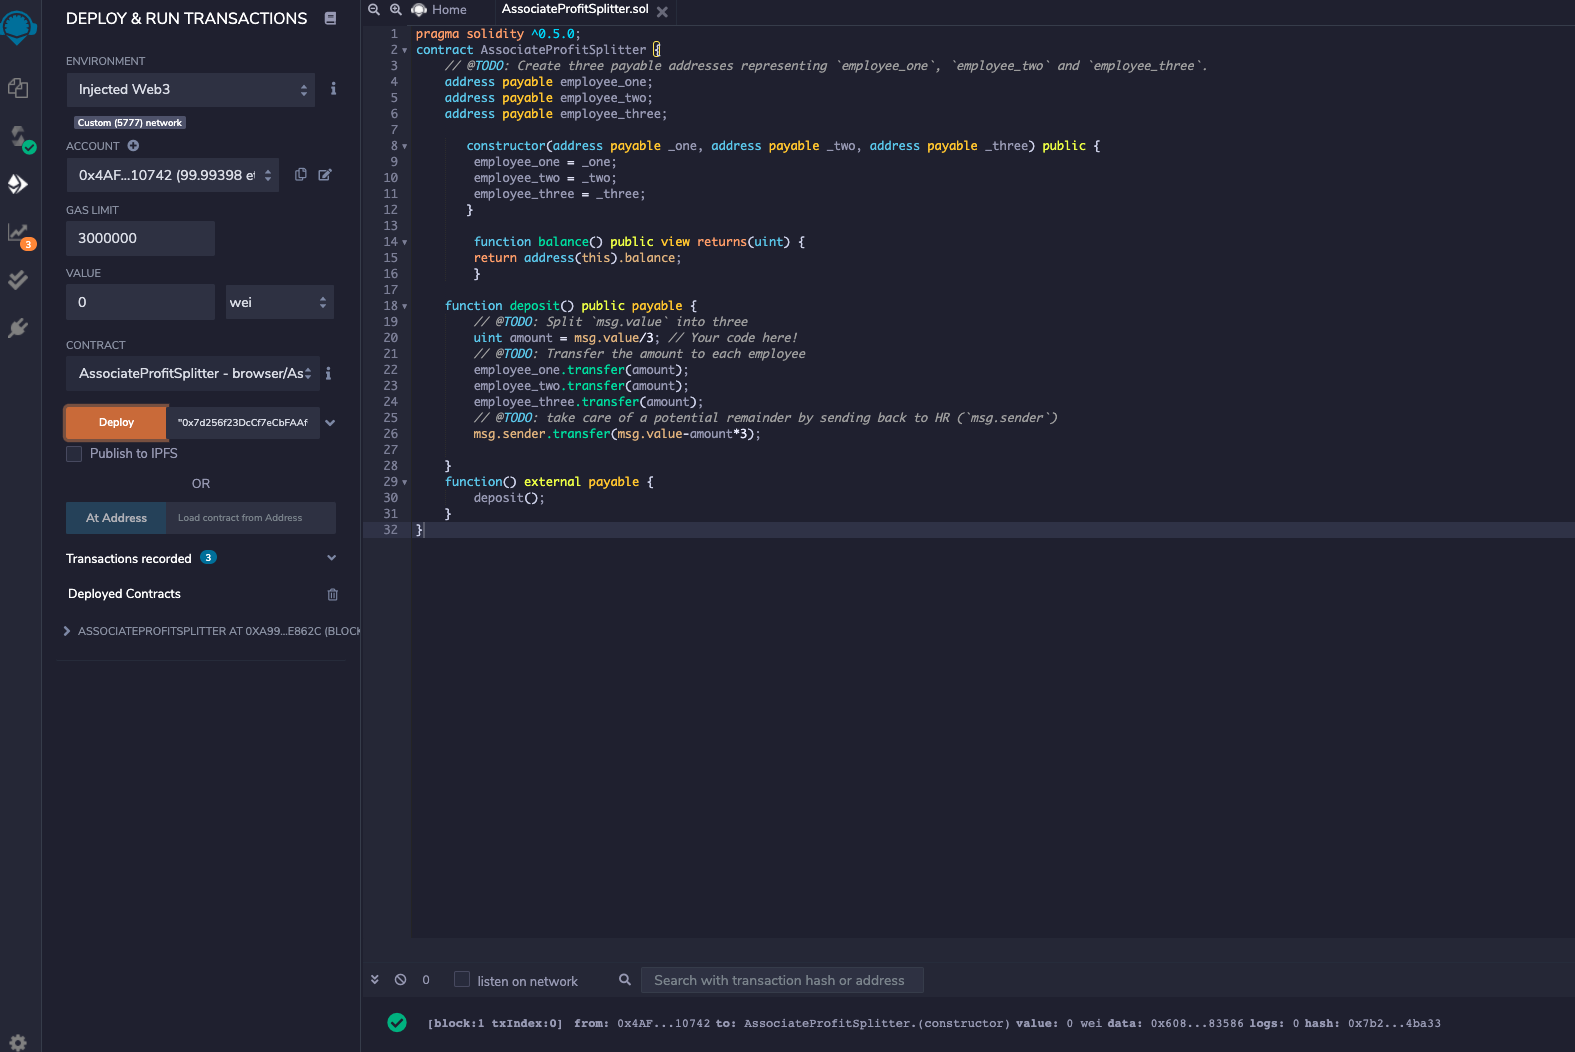 DEPLOY & RUN TRANSACTIONS
ENVIRONMENT
Injected Web3
Custom (5777) network
ACCOUNT
0x4AF...10742 (99.99398 et
GAS LIMIT
3000000
VALUE
0
wei
CONTRACT
AssociateProfitSplitter - browser/As
Deploy
"0x7d256f23DcCf7eCbFAAf
Publish to IPFS
OR
At Address
Load contract from Address
Transactions recorded 3
Deployed Contracts
ASSOCIATEPROFITSPLITTER AT 0XA99...E862C (BLOCK
3
Home
AssociateProfitSplitter.sol
1 pragma solidity ^0.5.0;
2 contract AssociateProfitSplitter {
3 // @TODO: Create three payable addresses representing `employee_one`, `employee_two` and `employee_three`.
4 address payable employee_one;
5 address payable employee_two;
6 address payable employee_three;
7
8 constructor(address payable _one, address payable _two, address payable _three) public {
9 employee_one = _one;
10 employee_two = _two;
11 employee_three = _three;
12 }
13
14 function balance() public view returns(uint) {
15 return address(this).balance;
16 }
17
18 function deposit() public payable {
19 // @TODO: Split `msg.value` into three
20 uint amount = msg.value/3; // Your code here!
21 // @TODO: Transfer the amount to each employee
22 employee_one.transfer(amount);
23 employee_two.transfer(amount);
24 employee_three.transfer(amount);
25 // @TODO: take care of a potential remainder by sending back to HR (`msg.sender`)
26 msg.sender.transfer(msg.value-amount*3);
27
28 }
29 function() external payable {
30 deposit();
31 }
32 }
0
listen on network
Search with transaction hash or address
[block:1 txIndex:0] from: 0x4AF...10742 to: AssociateProfitSplitter.(constructor) value: 0 wei data: 0x608...83586 logs: 0 hash: 0x7b2...4ba33